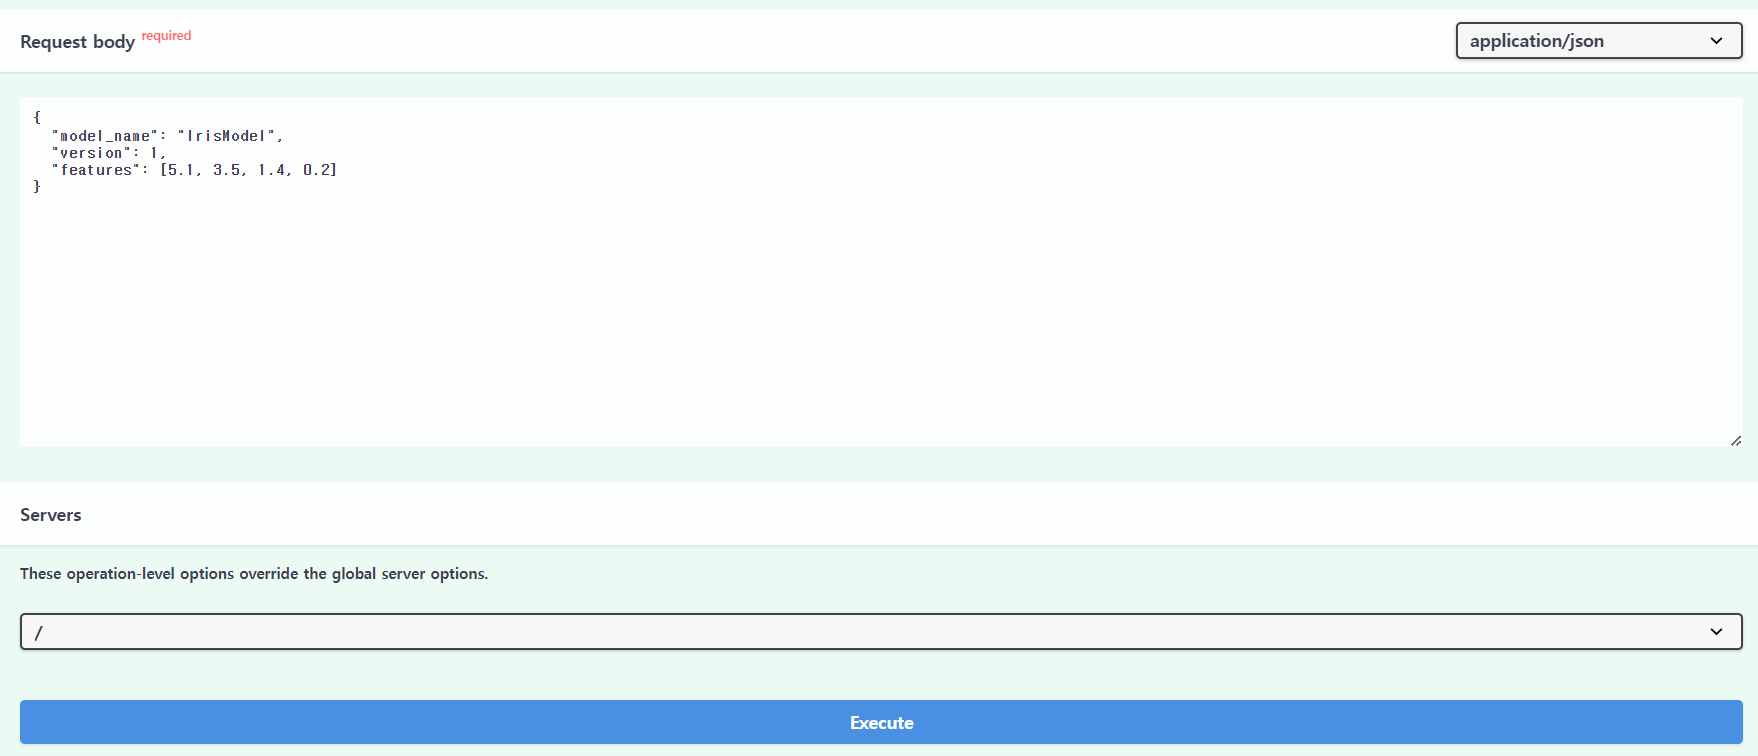 Request body required
application/json
{
  "model_name": "IrisModel",
  "version": 1,
  "features": [5.1, 3.5, 1.4, 0.2]
}
Servers
These operation-level options override the global server options.
/
Execute